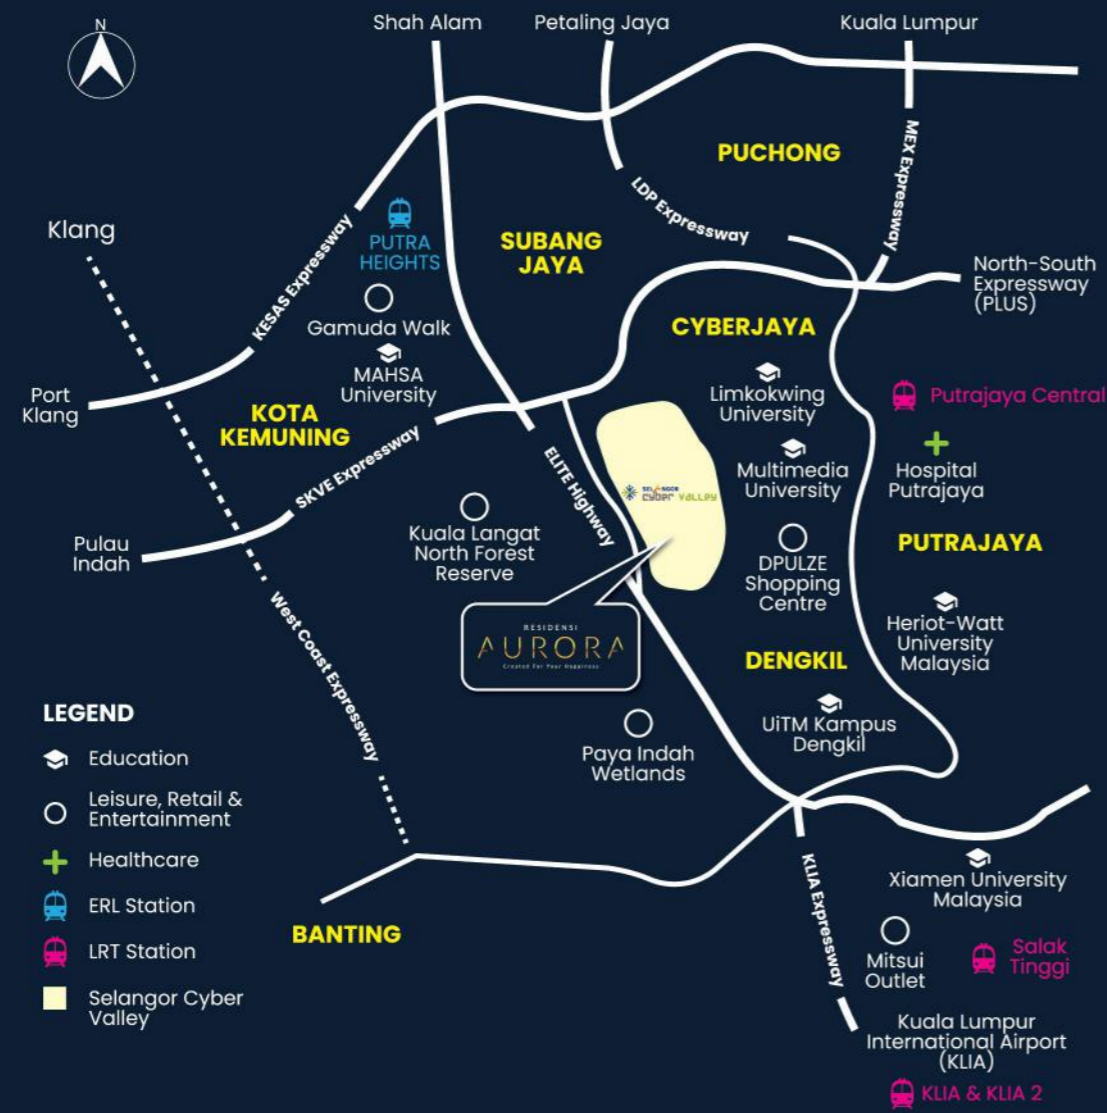 N
Shah Alam
Petaling Jaya
Kuala Lumpur
PUCHONG
MEX Expressway
LDP Expressway
Klang
PUTRA
HEIGHTS
SUBANG
JAYA
KESAS Expressway
North-South
Expressway
(PLUS)
Gamuda Walk
CYBERJAYA
MAHSA
University
Limkokwing
University
Putrajaya Central
Port
Klang
KOTA
KEMUNING
SKVE Expressway
ELITE Highway
Multimedia
University
Hospital
Putrajaya
SELANGOR
CYBER VALLEY
Kuala Langat
North Forest
Reserve
Pulau
Indah
PUTRAJAYA
DPULZE
Shopping
Centre
West Coast Expressway
RESIDENSI
AURORA
Created For Your Happiness
Heriot-Watt
University
Malaysia
DENGKIL
UiTM Kampus
Dengkil
Paya Indah
Wetlands
LEGEND
Education
Leisure, Retail &
Entertainment
Healthcare
ERL Station
LRT Station
Selangor Cyber
Valley
BANTING
KLIA Expressway
Xiamen University
Malaysia
Mitsui
Outlet
Salak
Tinggi
Kuala Lumpur
International Airport
(KLIA)
KLIA & KLIA 2